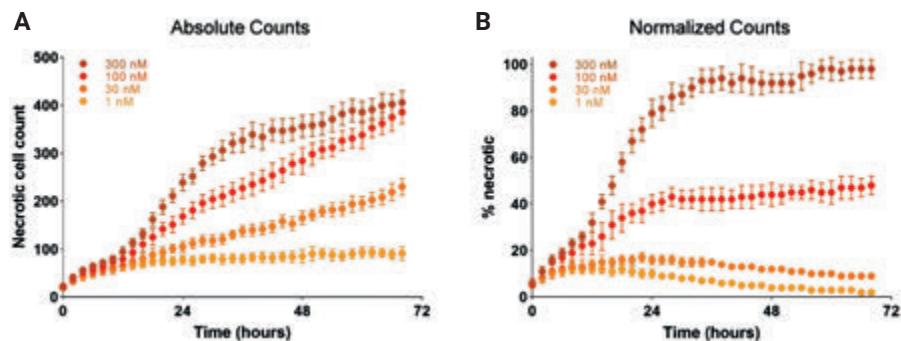 A
Absolute Counts
500
400
300
200
100
0
Necrotic cell count
300 nM
100 nM
30 nM
1 nM
0
24
48
72
Time (hours)
B
Normalized Counts
100
80
60
40
20
0
% necrotic
300 nM
100 nM
30 nM
1 nM
0
24
48
72
Time (hours)